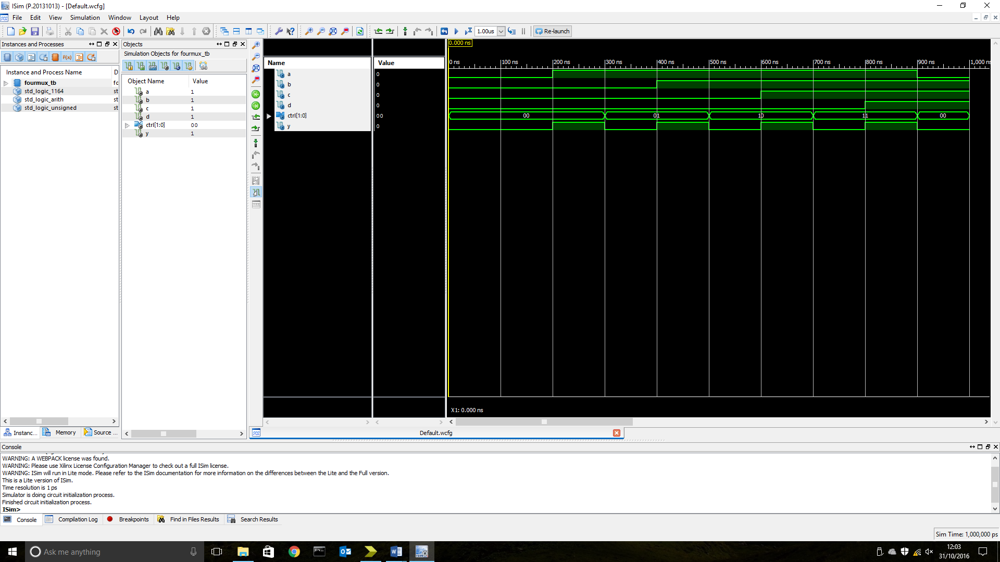 ISim (P.20131013) - [Default.wcfg]
File Edit View Simulation Window Layout Help
1.00us Re-launch
Instances and Processes
Instance and Process Name D
fourmux_tb fc
std_logic_1164 st
std_logic_arith st
std_logic_unsigned st
Instanc... Memory Source ...
Objects
Simulation Objects for fourmux_tb
Object Name Value
a 1
b 1
c 1
d 1
ctrl[1:0] 00
y 1
Name Value
a 0
b 0
c 0
d 0
ctrl[1:0] 00
y 0
0.000 ns
0 ns 100 ns 200 ns 300 ns 400 ns 500 ns 600 ns 700 ns 800 ns 900 ns 1,000 ns
00 01 10 11 00
X1: 0.000 ns
Default.wcfg
Console
WARNING: A WEBPACK license was found.
WARNING: Please use Xilinx License Configuration Manager to check out a full ISim license.
WARNING: ISim will run in Lite mode. Please refer to the ISim documentation for more information on the differences between the Lite and the Full version.
This is a Lite version of ISim.
Time resolution is 1 ps
Simulator is doing circuit initialization process.
Finished circuit initialization process.
ISim>
Console Compilation Log Breakpoints Find in Files Results Search Results
Sim Time: 1,000,000 ps
Ask me anything
12:03
31/10/2016